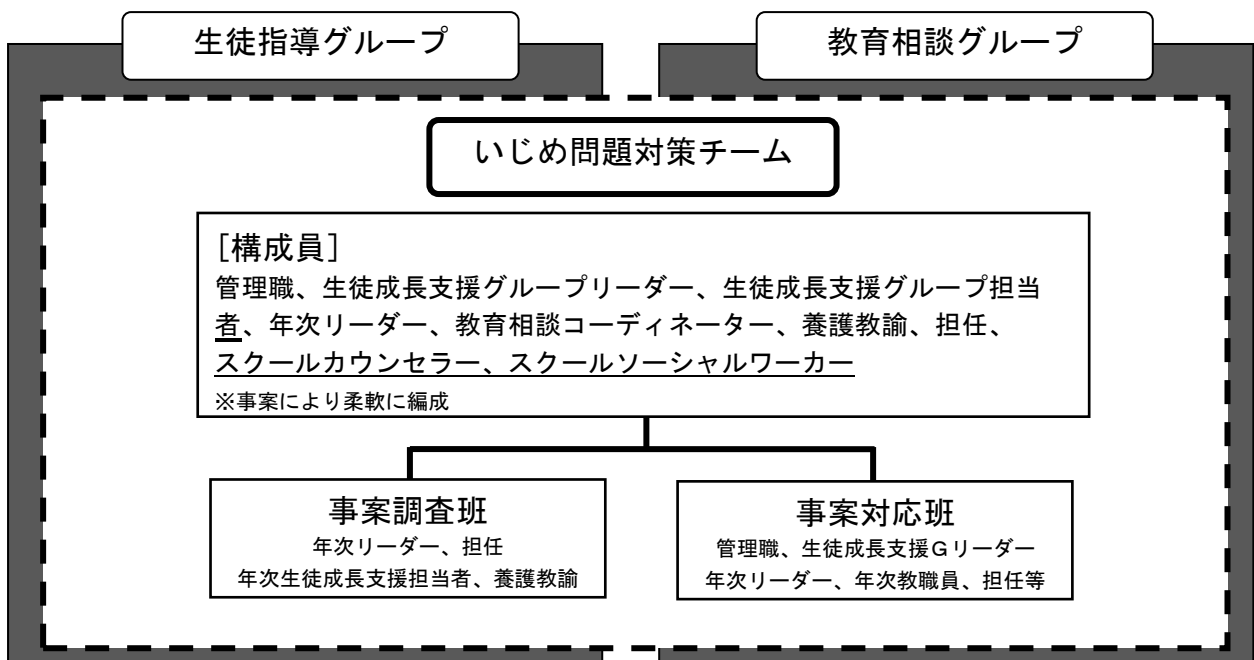 生徒指導グループ
教育相談グループ
いじめ問題対策チーム
[構成員]
管理職、生徒成長支援グループリーダー、生徒成長支援グループ担当
者、年次リーダー、教育相談コーディネーター、養護教諭、担任、
スクールカウンセラー、スクールソーシャルワーカー
※事案により柔軟に編成
事案調査班
年次リーダー、担任
年次生徒成長支援担当者、養護教諭
事案対応班
管理職、生徒成長支援Gリーダー
年次リーダー、年次教職員、担任等